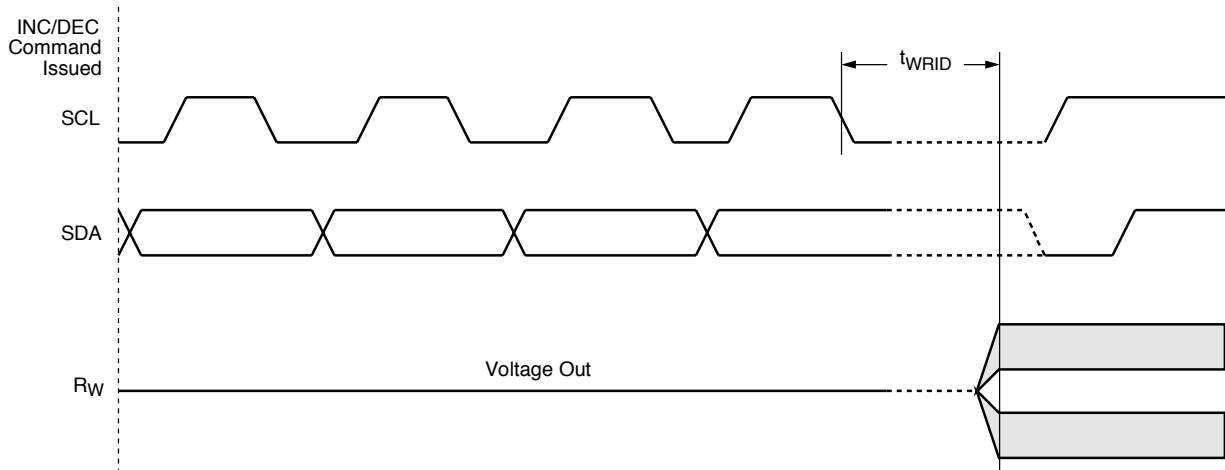 INC/DEC
Command
Issued
tWRID
SCL
SDA
Voltage Out
RW